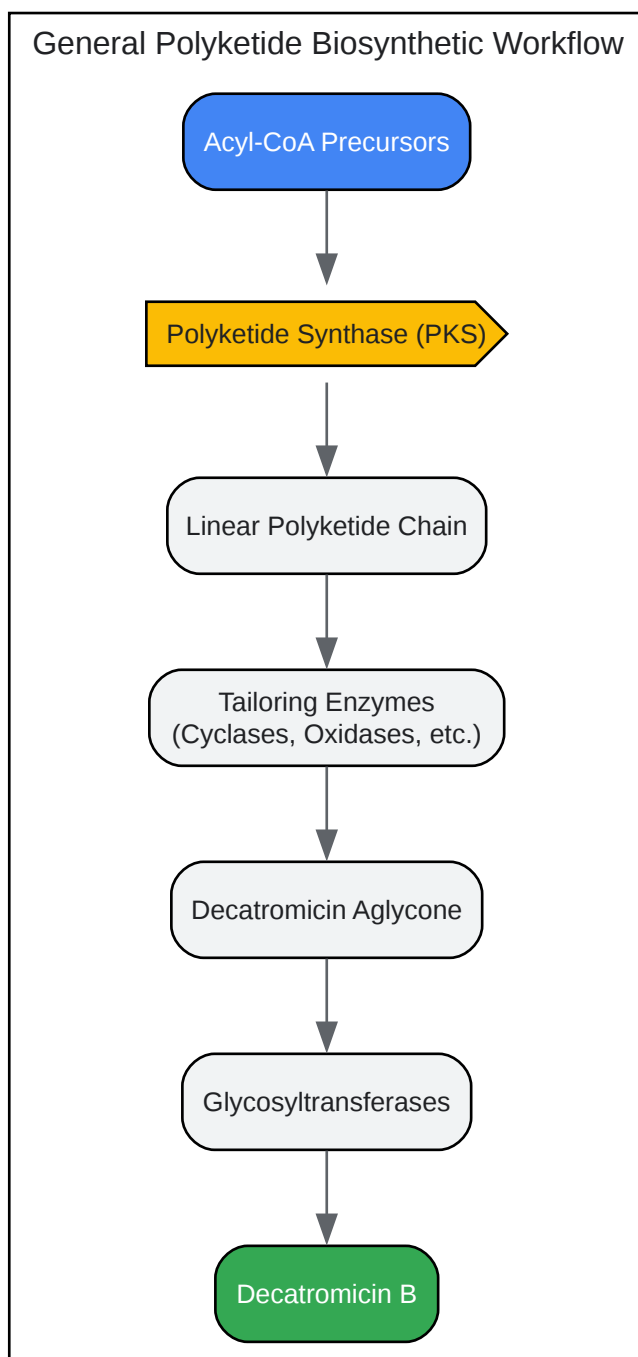 General Polyketide Biosynthetic Workflow
Acyl-CoA Precursors
Polyketide Synthase (PKS)
Linear Polyketide Chain
Tailoring Enzymes
(Cyclases, Oxidases, etc.)
Decatromicin Aglycone
Glycosyltransferases
Decatromicin B